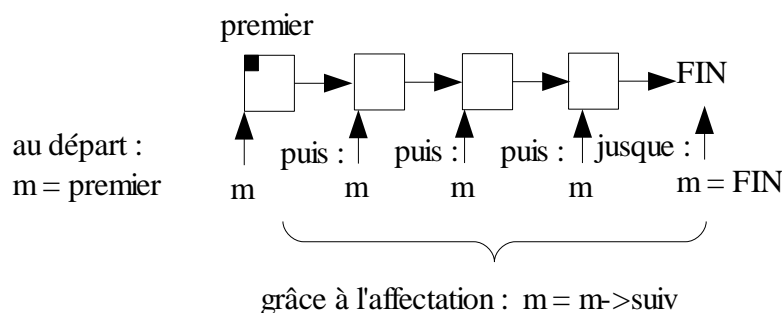 premier
FIN
au départ :
puis : puis : puis : jusque :
m = premier
m m m m m = FIN
grâce à l'affectation : m = m->suiv